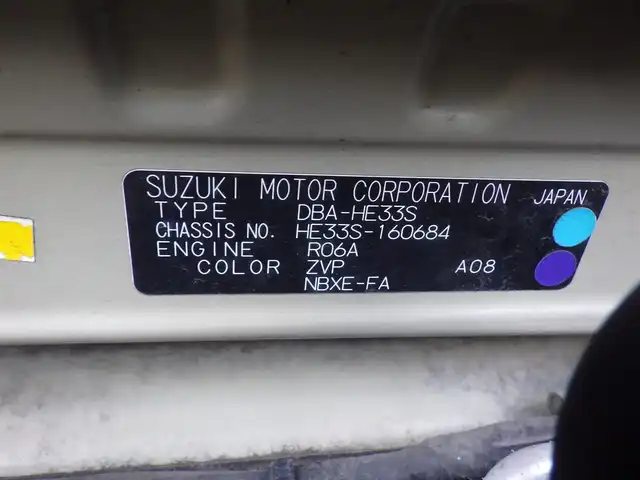 SUZUKI MOTOR CORPORATION JAPAN
TYPE DBA-HE33S
CHASSIS NO. HE33S-160684
ENGINE R06A
COLOR ZVP A08
NBXE-FA